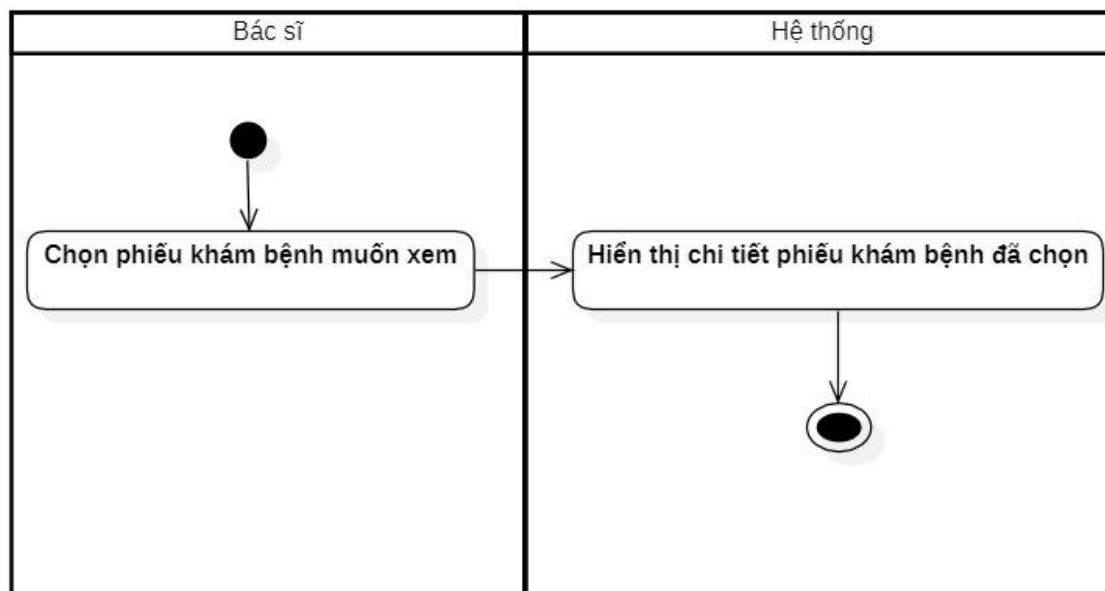 Bác sĩ
Hệ thống
Chọn phiếu khám bệnh muốn xem
Hiển thị chi tiết phiếu khám bệnh đã chọn